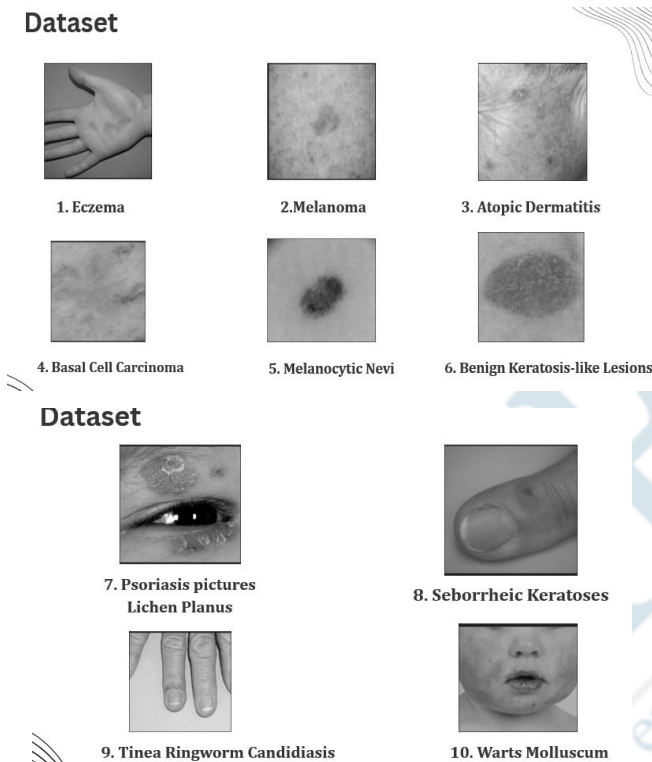 Dataset
1. Eczema
2.Melanoma
3. Atopic Dermatitis
4. Basal Cell Carcinoma
5. Melanocytic Nevi
6. Benign Keratosis-like Lesions
Dataset
7. Psoriasis pictures
Lichen Planus
8. Seborrheic Keratoses
9. Tinea Ringworm Candidiasis
10. Warts Molluscum